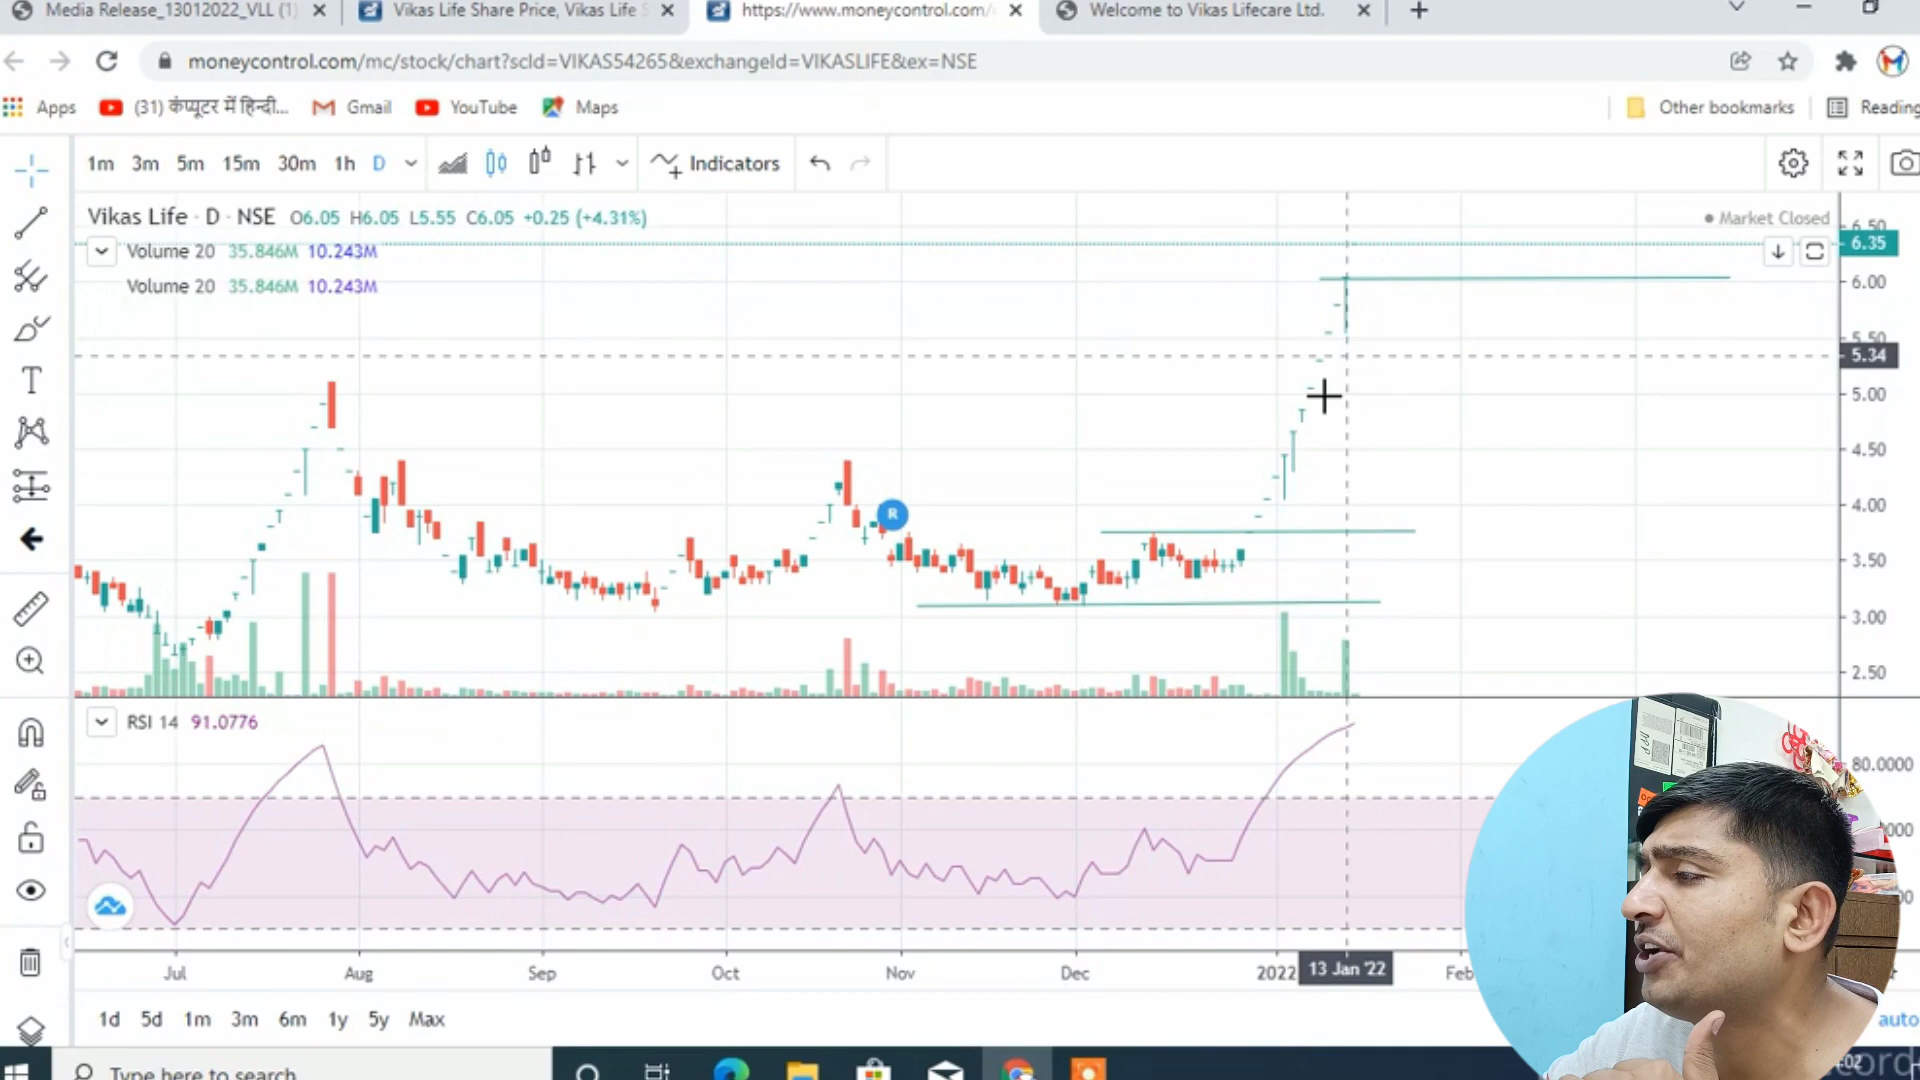 Media Release_13012022_VLL (1)
Vikas Life Share Price, Vikas Life
https://www.moneycontrol.com/
Welcome to Vikas Lifecare Ltd.
moneycontrol.com/mc/stock/chart?scId=VIKAS54265&exchangeId=VIKASLIFE&ex=NSE
Apps
(31) कंप्यूटर में हिन्दी...
Gmail
YouTube
Maps
Other bookmarks
Reading
1m 3m 5m 15m 30m 1h D
Indicators
Vikas Life · D · NSE O6.05 H6.05 L5.55 C6.05 +0.25 (+4.31%)
Market Closed
Volume 20 35.846M 10.243M
Volume 20 35.846M 10.243M
6.50
6.35
6.00
5.50
5.34
5.00
4.50
4.00
3.50
3.00
2.50
R
RSI 14 91.0776
80.0000
Jul Aug Sep Oct Nov Dec 2022 13 Jan '22 Feb
1d 5d 1m 3m 6m 1y 5y Max
auto
Type here to search